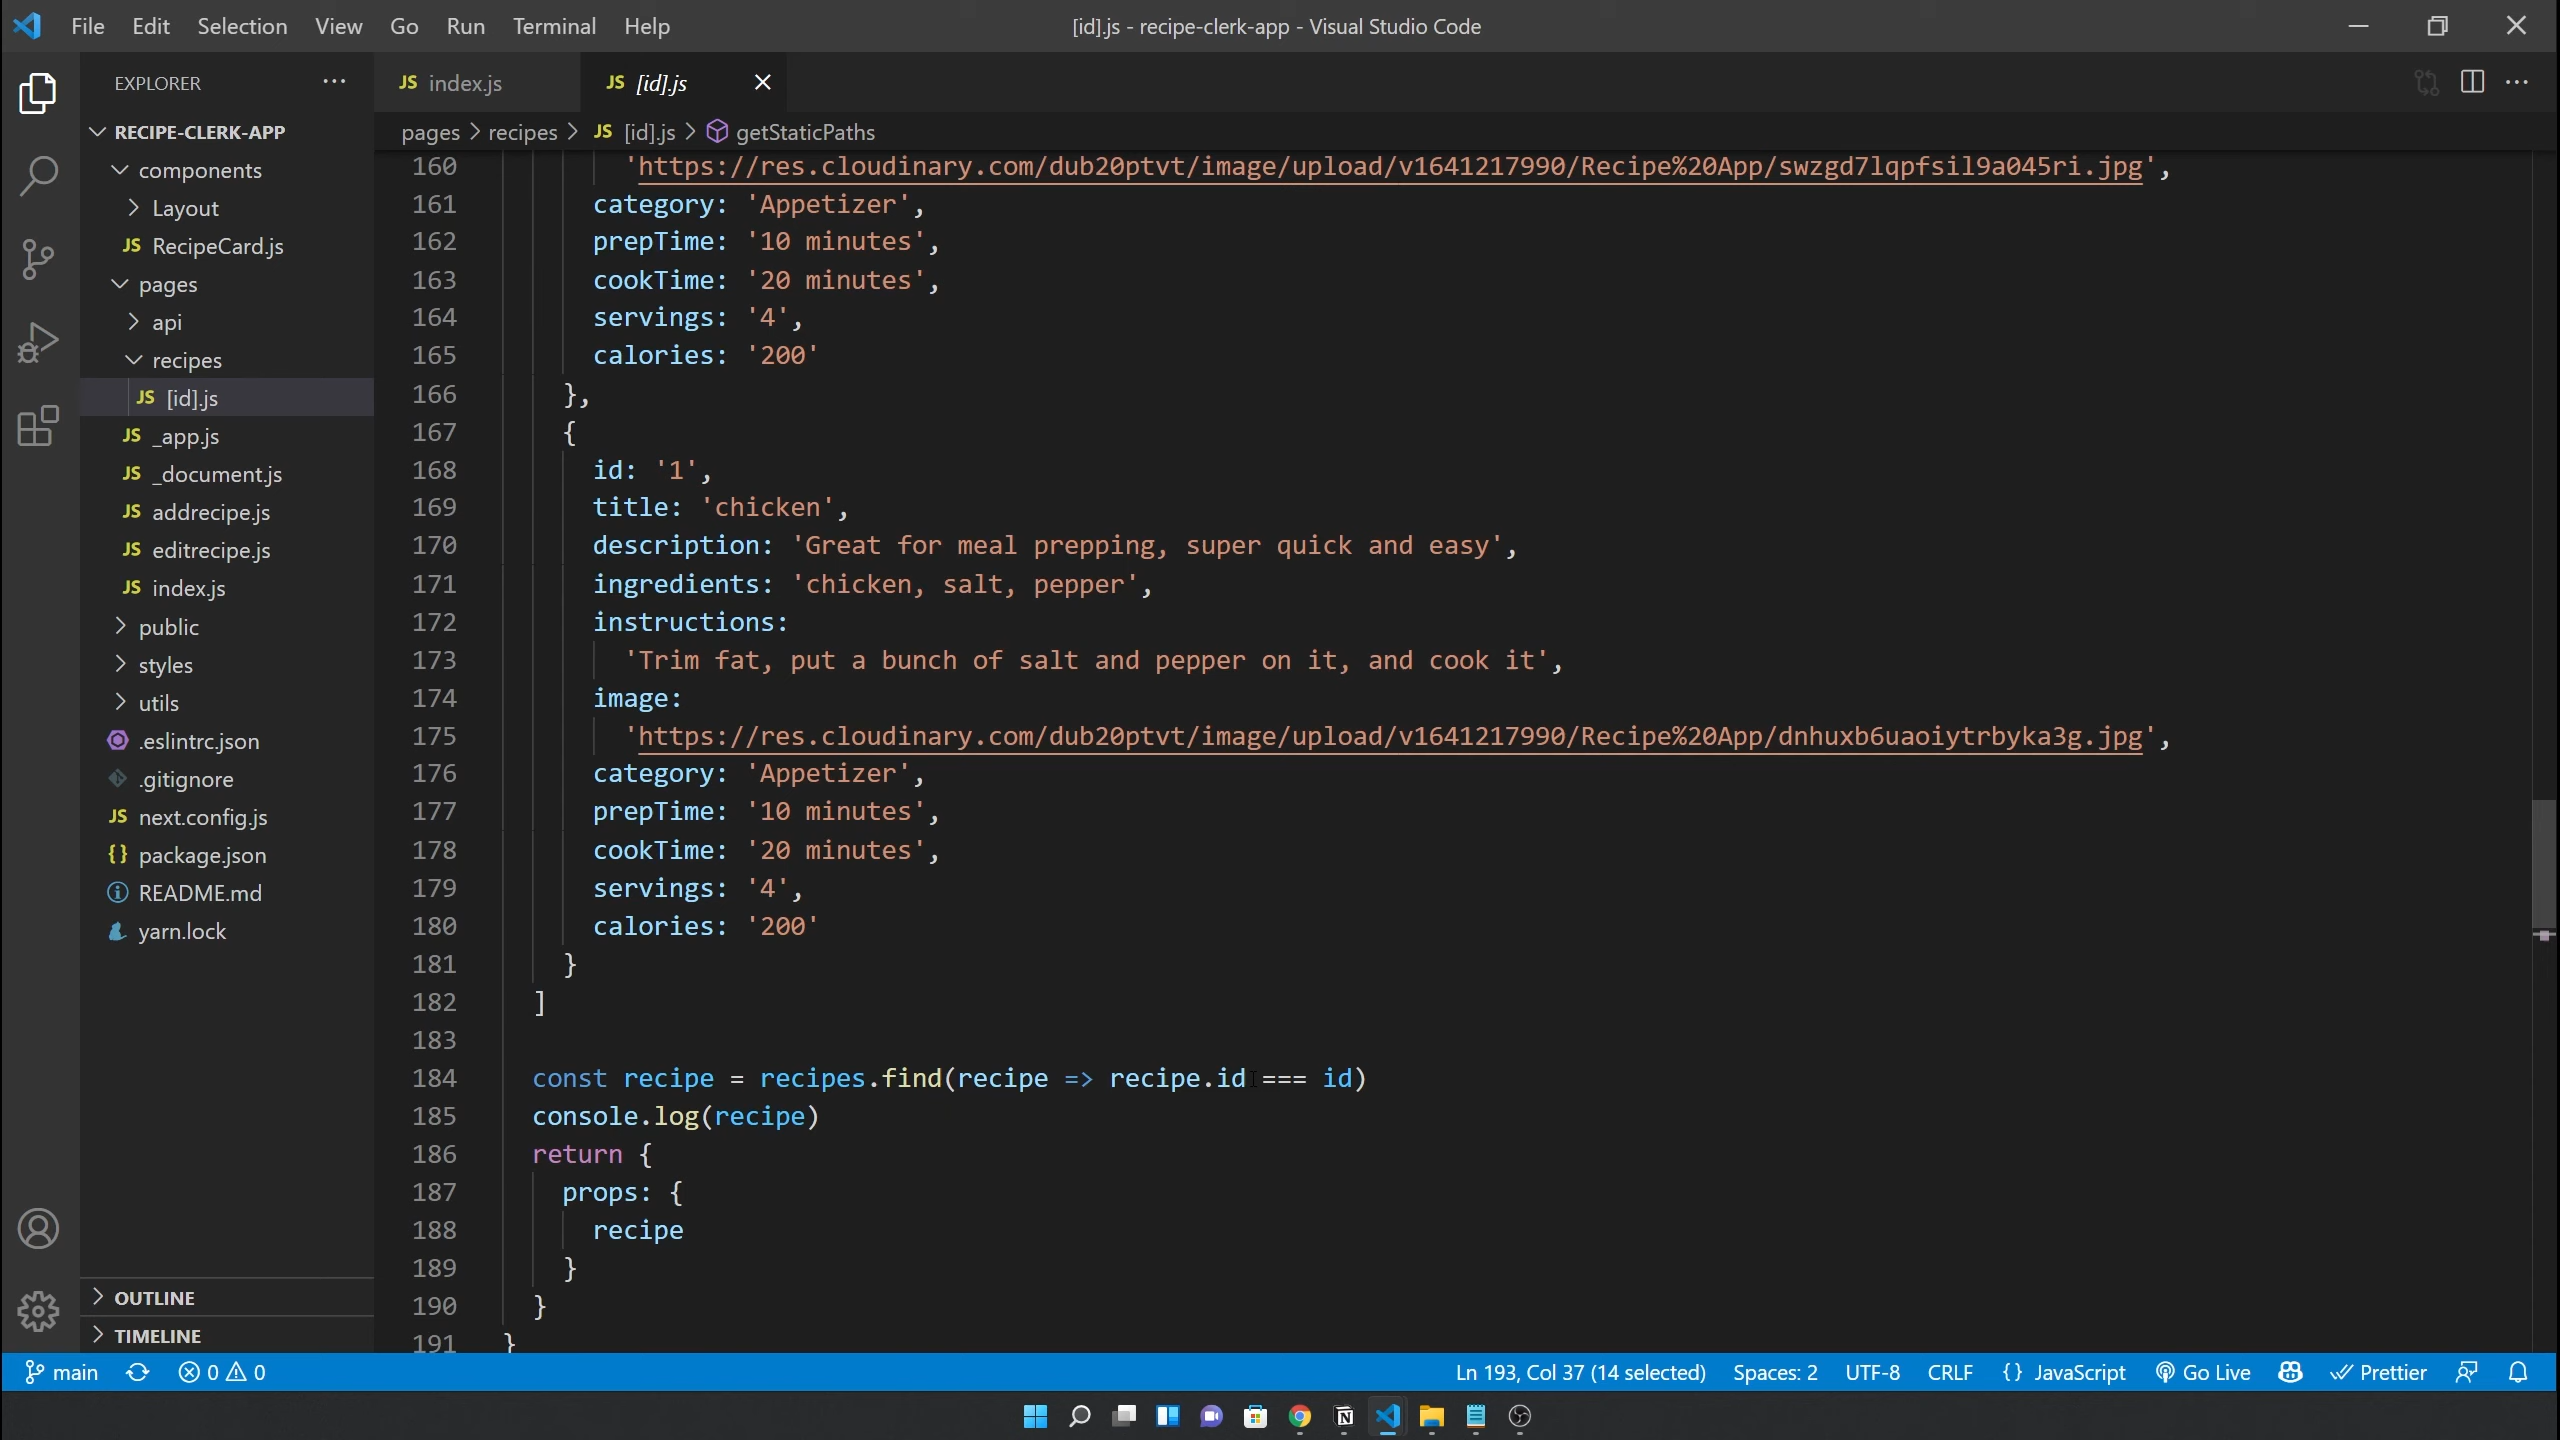 File Edit Selection View Go Run Terminal Help
[id].js - recipe-clerk-app - Visual Studio Code
EXPLORER
RECIPE-CLERK-APP
components
Layout
JS RecipeCard.js
pages
api
recipes
JS [id].js
JS _app.js
JS _document.js
JS addrecipe.js
JS editrecipe.js
JS index.js
public
styles
utils
.eslintrc.json
.gitignore
JS next.config.js
{} package.json
README.md
yarn.lock
OUTLINE
TIMELINE
JS index.js
JS [id].js
pages > recipes > JS [id].js > getStaticPaths
160 'https://res.cloudinary.com/dub20ptvt/image/upload/v1641217990/Recipe%20App/swzgd7lqpfsil9a045ri.jpg',
161 category: 'Appetizer',
162 prepTime: '10 minutes',
163 cookTime: '20 minutes',
164 servings: '4',
165 calories: '200'
166 },
167 {
168 id: '1',
169 title: 'chicken',
170 description: 'Great for meal prepping, super quick and easy',
171 ingredients: 'chicken, salt, pepper',
172 instructions:
173 'Trim fat, put a bunch of salt and pepper on it, and cook it',
174 image:
175 'https://res.cloudinary.com/dub20ptvt/image/upload/v1641217990/Recipe%20App/dnhuxb6uaoiytrbyka3g.jpg',
176 category: 'Appetizer',
177 prepTime: '10 minutes',
178 cookTime: '20 minutes',
179 servings: '4',
180 calories: '200'
181 }
182 ]
183
184 const recipe = recipes.find(recipe => recipe.id === id)
185 console.log(recipe)
186 return {
187 props: {
188 recipe
189 }
190 }
191 }
main 0 0 Ln 193, Col 37 (14 selected) Spaces: 2 UTF-8 CRLF {} JavaScript Go Live Prettier